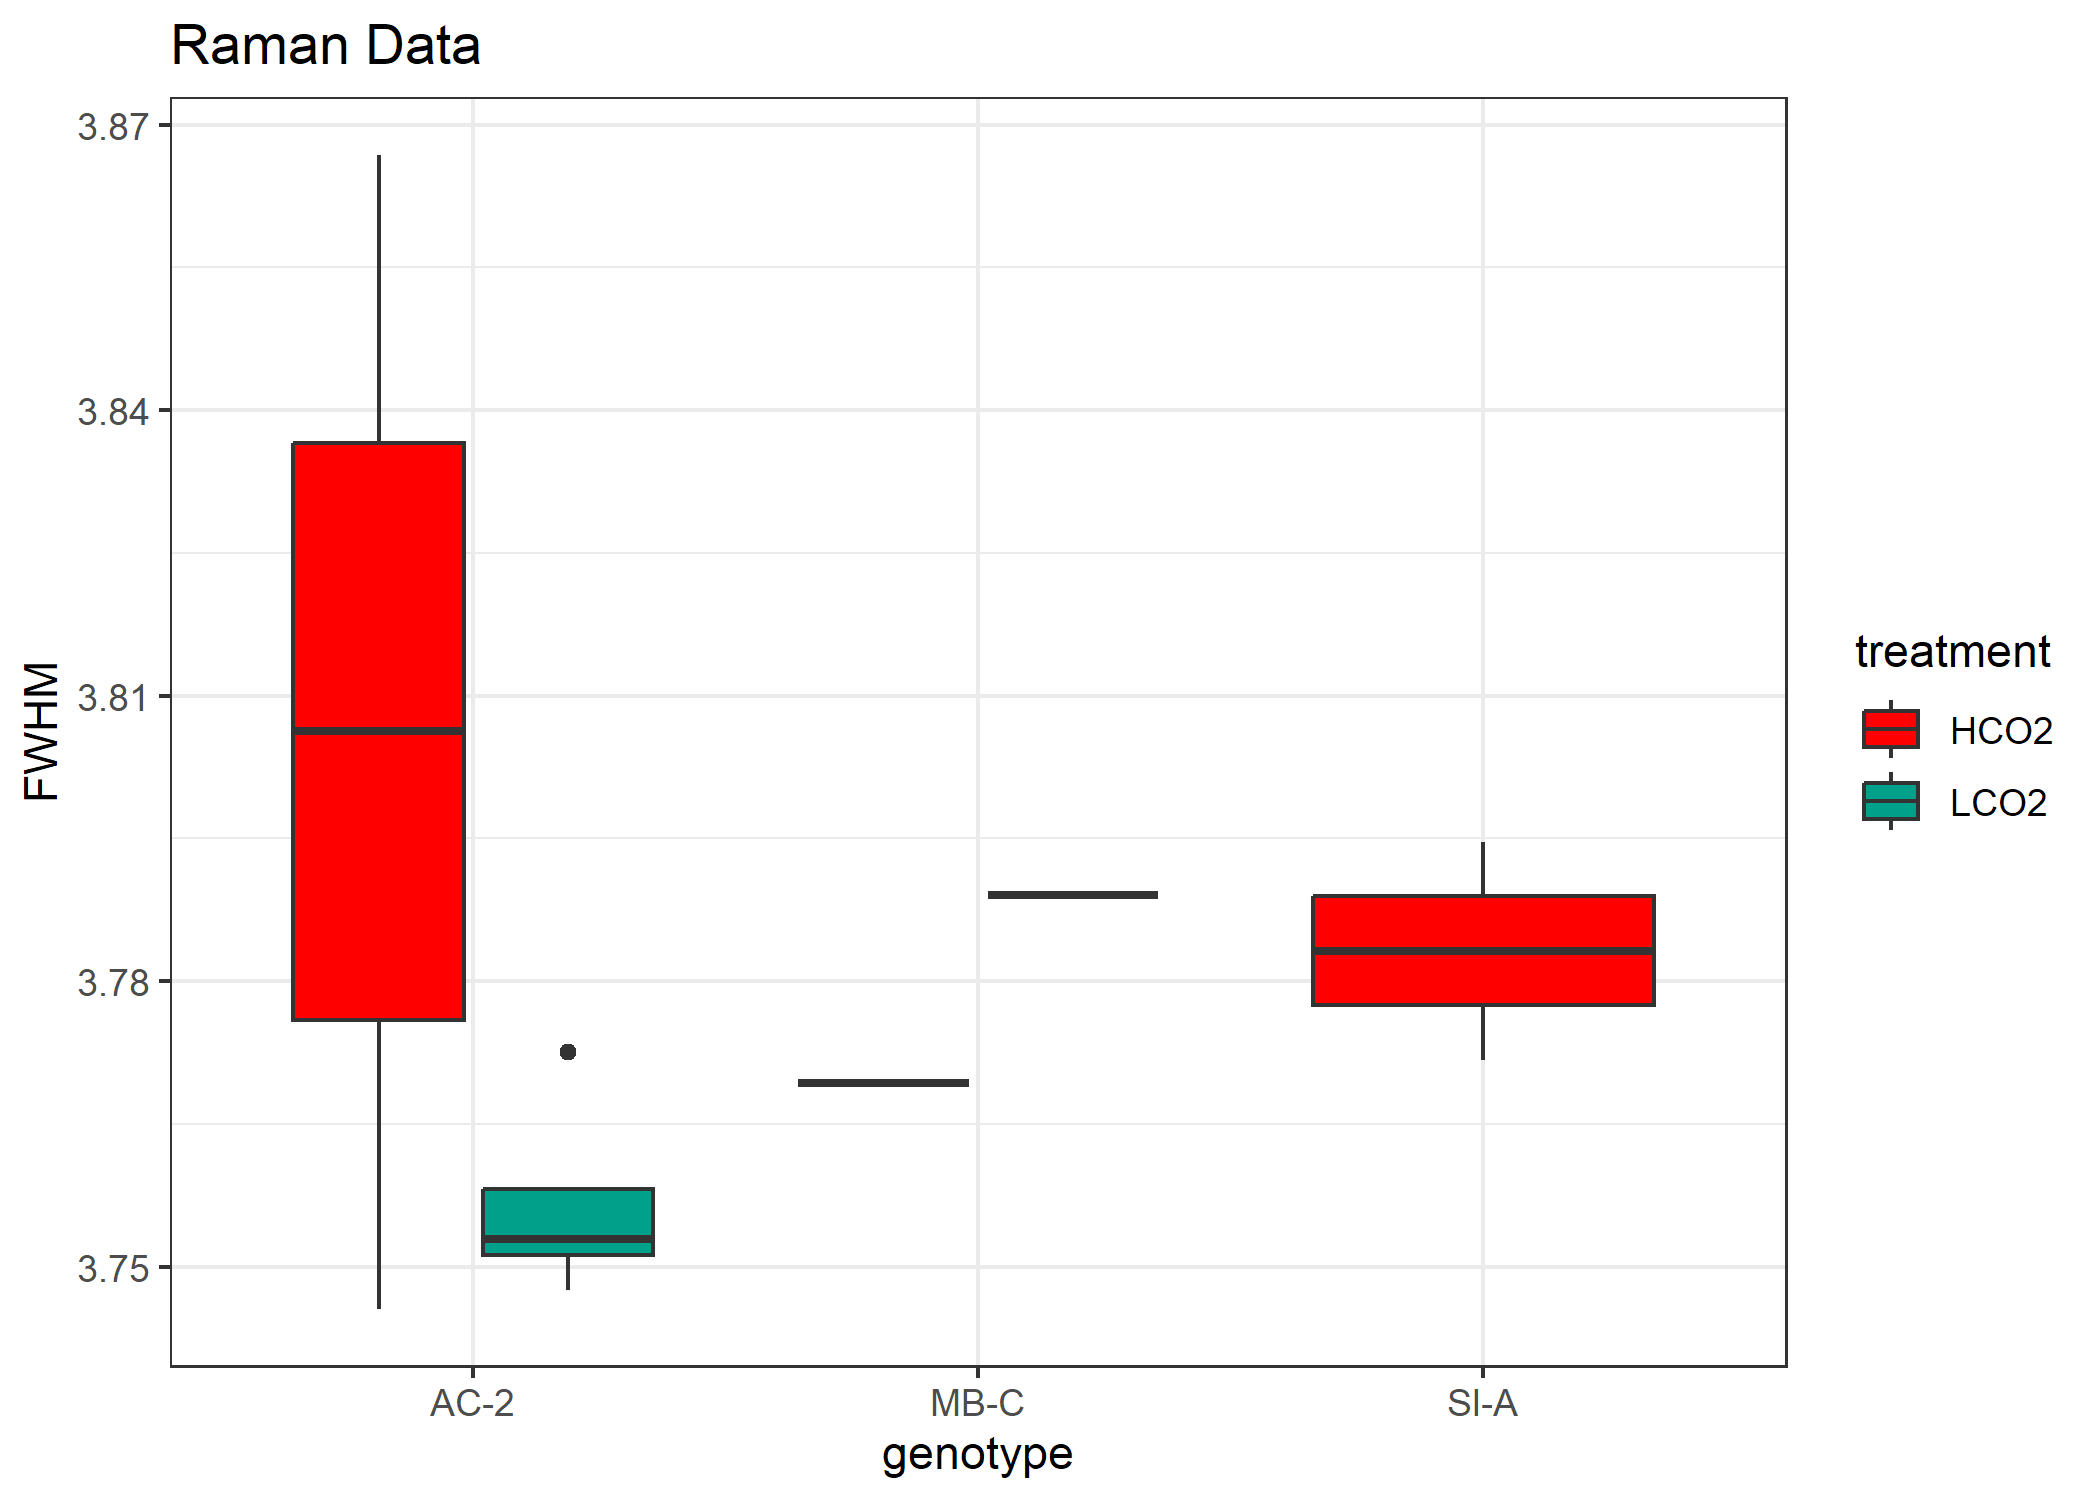 Raman Data
3.87
3.84
3.81
3.78
3.75
FWHM
AC-2
MB-C
SI-A
genotype
treatment
HCO2
LCO2